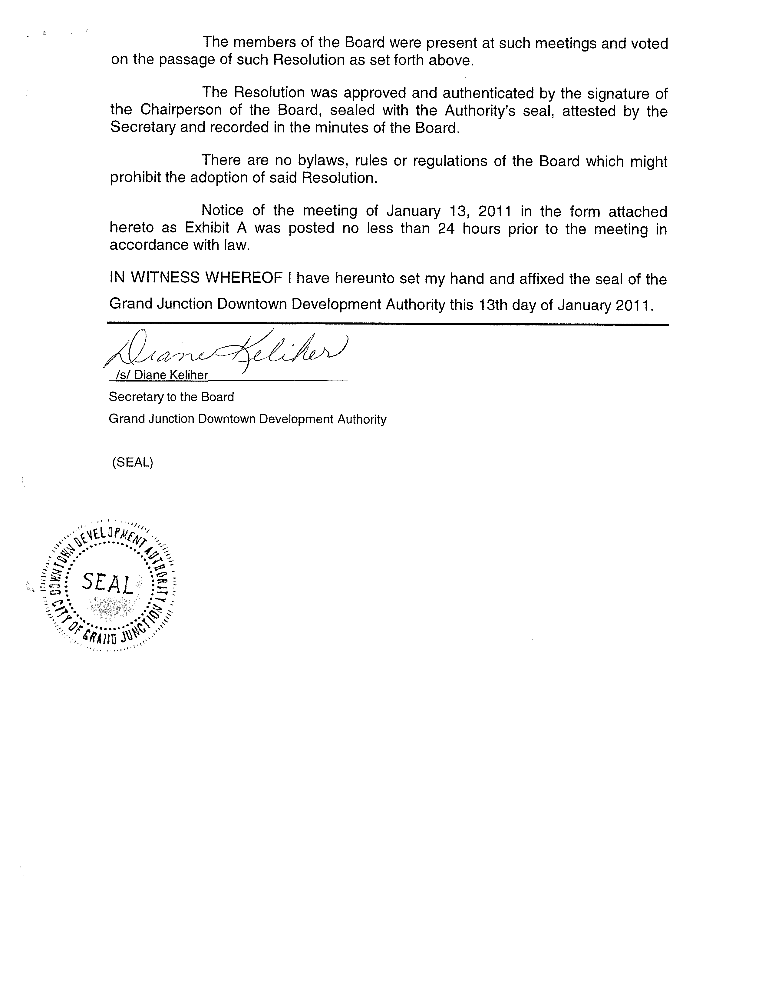 The members of the Board were present at such meetings and voted
on the passage of such Resolution as set forth above.
The Resolution was approved and authenticated by the signature of
the Chairperson of the Board, sealed with the Authority's seal, attested by the
Secretary and recorded in the minutes of the Board.
There are no bylaws, rules or regulations of the Board which might
prohibit the adoption of said Resolution.
Notice of the meeting of January 13, 2011 in the form attached
hereto as Exhibit A was posted no less than 24 hours prior to the meeting in
accordance with law.
IN WITNESS WHEREOF I have hereunto set my hand and affixed the seal of the
Grand Junction Downtown Development Authority this 13th day of January 2011.
Diane Keliher
/s/ Diane Keliher
Secretary to the Board
Grand Junction Downtown Development Authority
(SEAL)
DOWNTOWN DEVELOPMENT AUTHORITY
SEAL
CITY OF GRAND JUNCTION